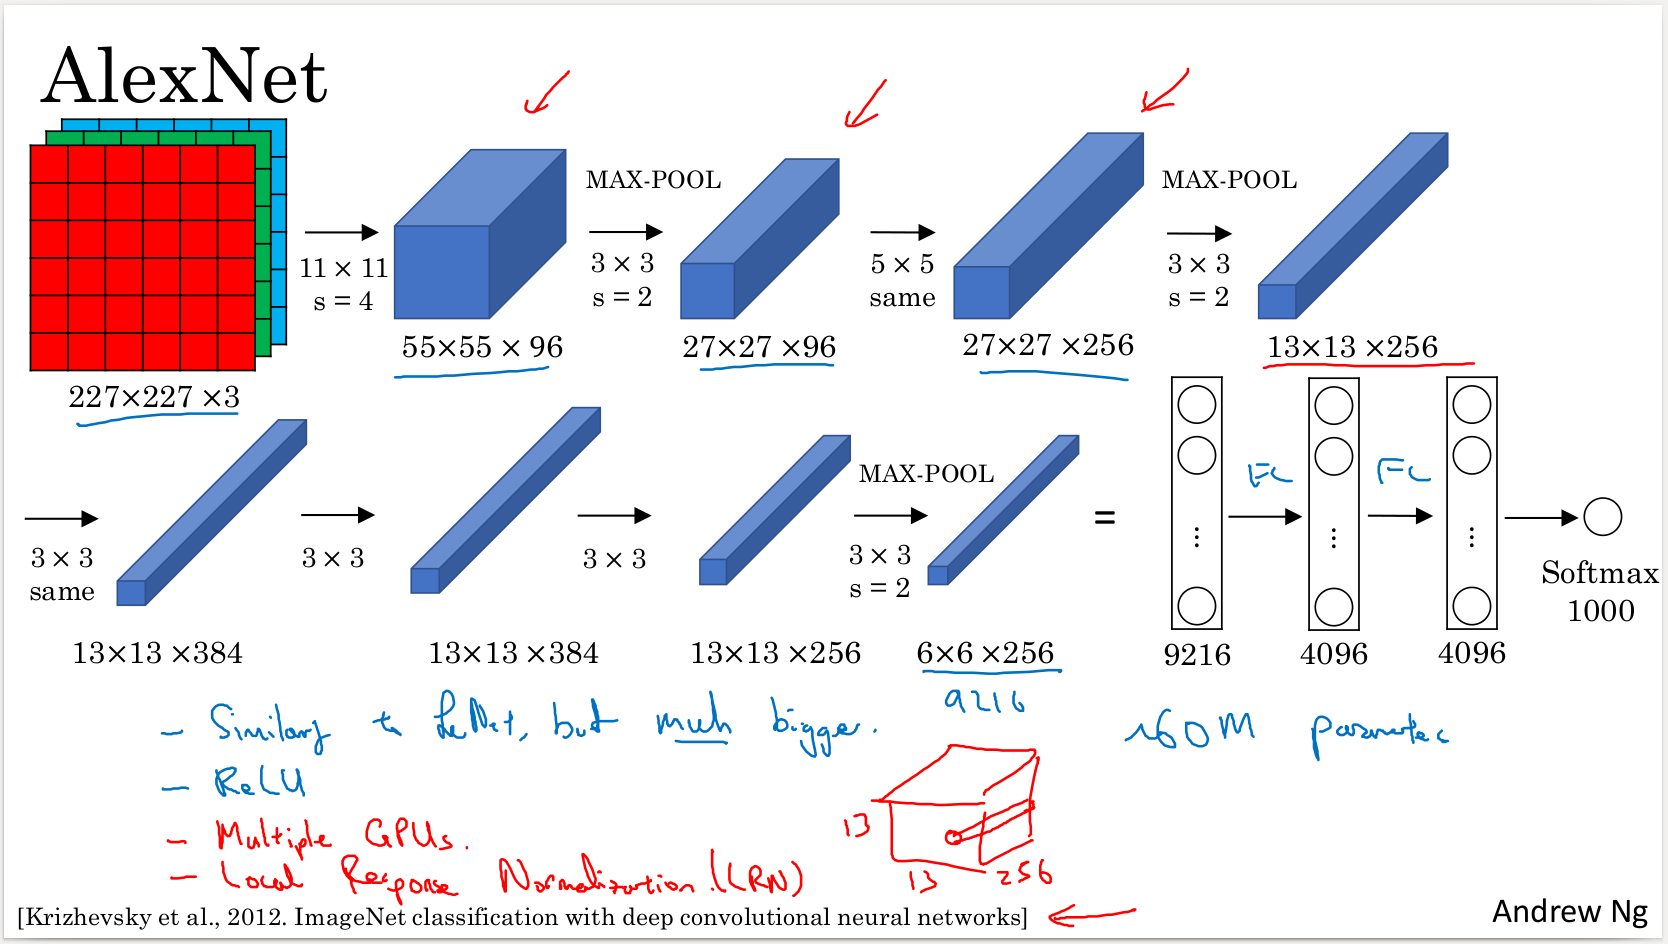 AlexNet
MAX-POOL
MAX-POOL
11 × 11
s = 4
3 × 3
s = 2
5 × 5
same
3 × 3
s = 2
227×227 ×3
55×55 × 96
27×27 ×96
27×27 ×256
13×13 ×256
MAX-POOL
3 × 3
same
3 × 3
3 × 3
3 × 3
s = 2
=
FC
FC
⋮
⋮
⋮
Softmax
1000
13×13 ×384
13×13 ×384
13×13 ×256
6×6 ×256
9216
4096
4096
9216
- Similary to LeNet, but much bigger.
~60M parameters
- ReLU
- Multiple GPUs.
- Local Response Normalization (LRN)
13
13
256
[Krizhevsky et al., 2012. ImageNet classification with deep convolutional neural networks]
Andrew Ng